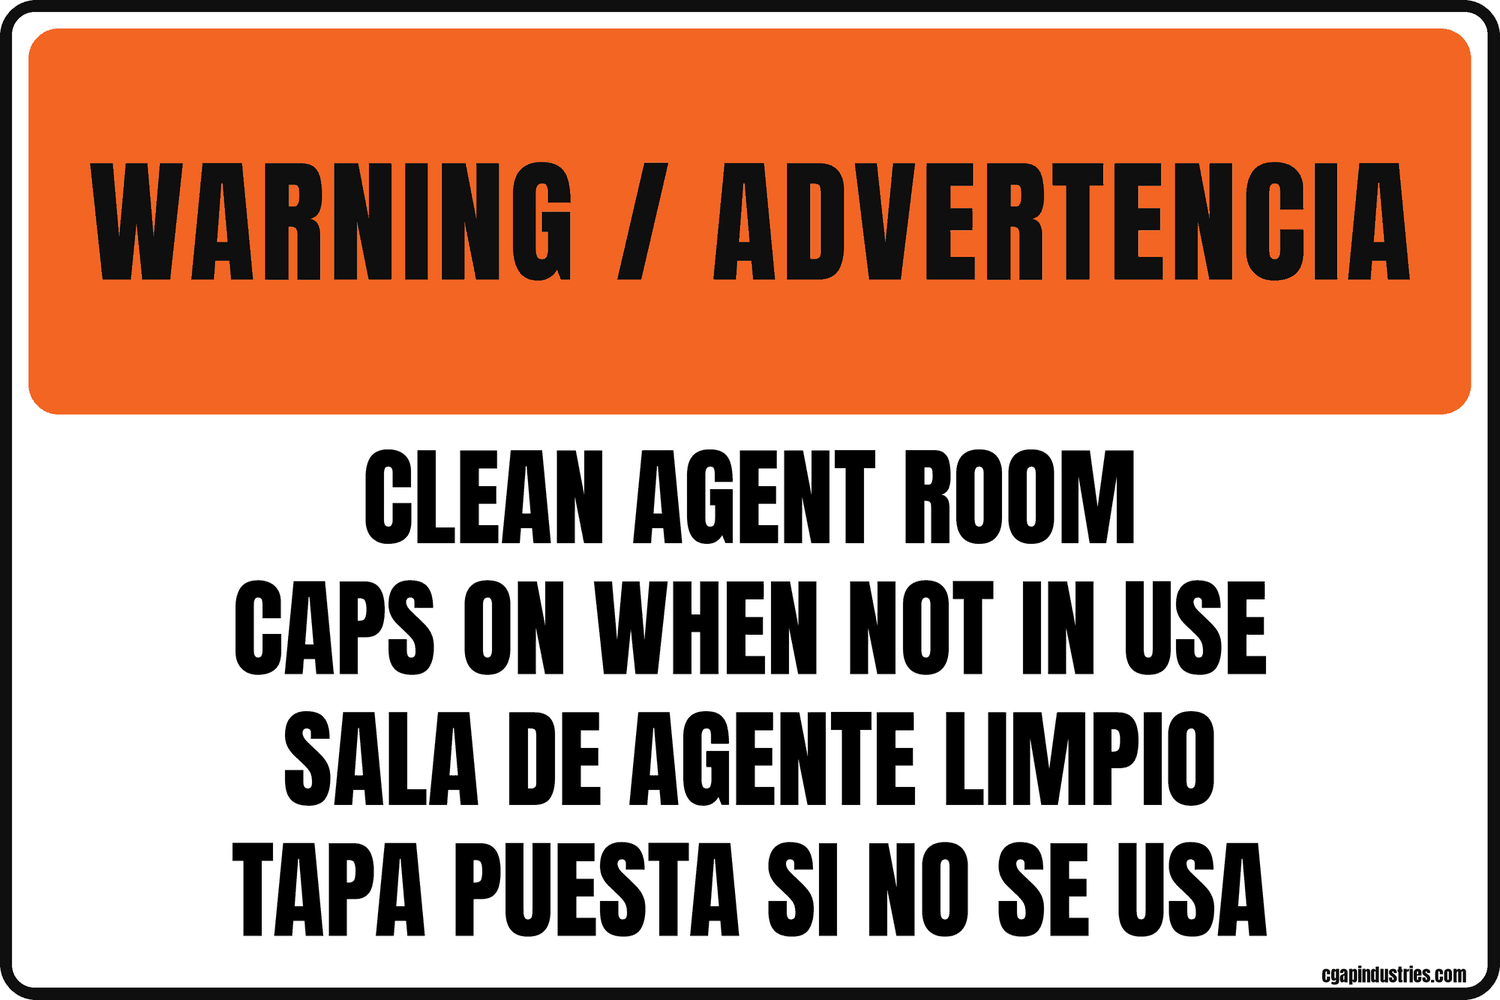 WARNING / ADVERTENCIA
CLEAN AGENT ROOM
CAPS ON WHEN NOT IN USE
SALA DE AGENTE LIMPIO
TAPA PUESTA SI NO SE USA
cgapindustries.com